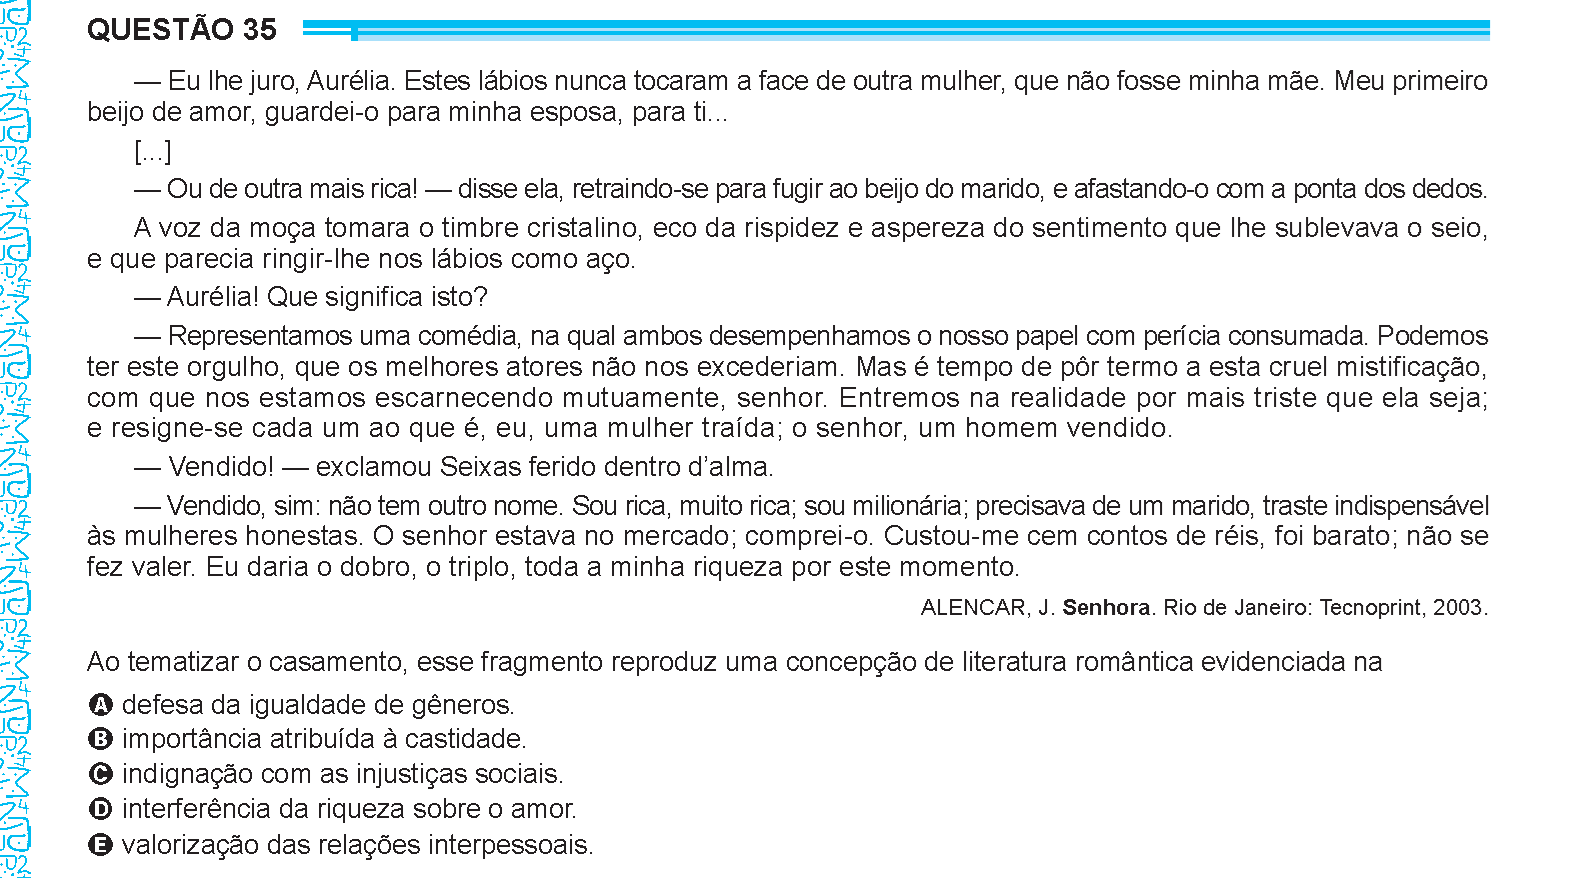 QUESTÃO 35
— Eu lhe juro, Aurélia. Estes lábios nunca tocaram a face de outra mulher, que não fosse minha mãe. Meu primeiro
beijo de amor, guardei-o para minha esposa, para ti...
[...]
— Ou de outra mais rica! — disse ela, retraindo-se para fugir ao beijo do marido, e afastando-o com a ponta dos dedos.
A voz da moça tomara o timbre cristalino, eco da rispidez e aspereza do sentimento que lhe sublevava o seio,
e que parecia ringir-lhe nos lábios como aço.
— Aurélia! Que significa isto?
— Representamos uma comédia, na qual ambos desempenhamos o nosso papel com perícia consumada. Podemos
ter este orgulho, que os melhores atores não nos excederiam. Mas é tempo de pôr termo a esta cruel mistificação,
com que nos estamos escarnecendo mutuamente, senhor. Entremos na realidade por mais triste que ela seja;
e resigne-se cada um ao que é, eu, uma mulher traída; o senhor, um homem vendido.
— Vendido! — exclamou Seixas ferido dentro d’alma.
— Vendido, sim: não tem outro nome. Sou rica, muito rica; sou milionária; precisava de um marido, traste indispensável
às mulheres honestas. O senhor estava no mercado; comprei-o. Custou-me cem contos de réis, foi barato; não se
fez valer. Eu daria o dobro, o triplo, toda a minha riqueza por este momento.
ALENCAR, J. Senhora. Rio de Janeiro: Tecnoprint, 2003.
Ao tematizar o casamento, esse fragmento reproduz uma concepção de literatura romântica evidenciada na
A defesa da igualdade de gêneros.
B importância atribuída à castidade.
C indignação com as injustiças sociais.
D interferência da riqueza sobre o amor.
E valorização das relações interpessoais.